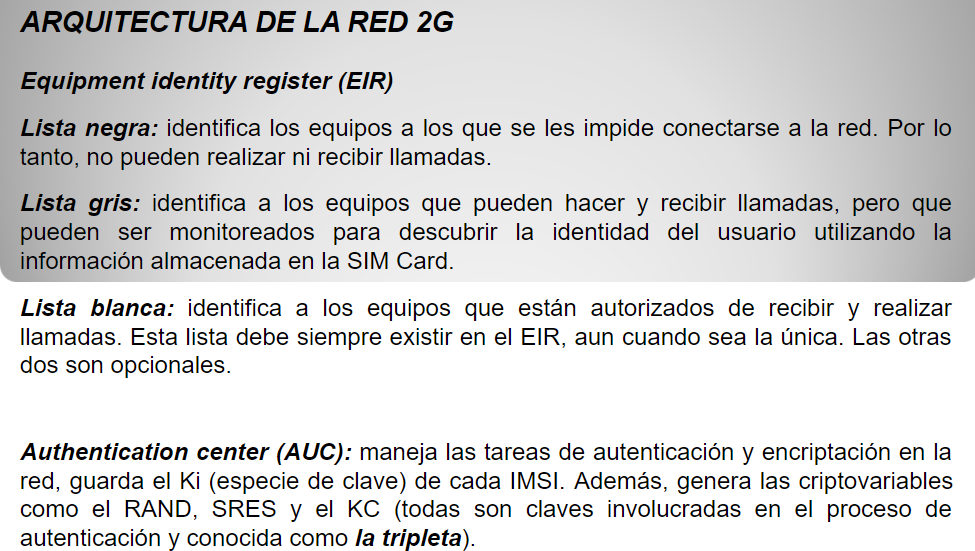 ARQUITECTURA DE LA RED 2G
Equipment identity register (EIR)
Lista negra: identifica los equipos a los que se les impide conectarse a la red. Por lo
tanto, no pueden realizar ni recibir llamadas.
Lista gris: identifica a los equipos que pueden hacer y recibir llamadas, pero que
pueden ser monitoreados para descubrir la identidad del usuario utilizando la
información almacenada en la SIM Card.
Lista blanca: identifica a los equipos que están autorizados de recibir y realizar
llamadas. Esta lista debe siempre existir en el EIR, aun cuando sea la única. Las otras
dos son opcionales.
Authentication center (AUC): maneja las tareas de autenticación y encriptación en la
red, guarda el Ki (especie de clave) de cada IMSI. Además, genera las criptovariables
como el RAND, SRES y el KC (todas son claves involucradas en el proceso de
autenticación y conocida como la tripleta).